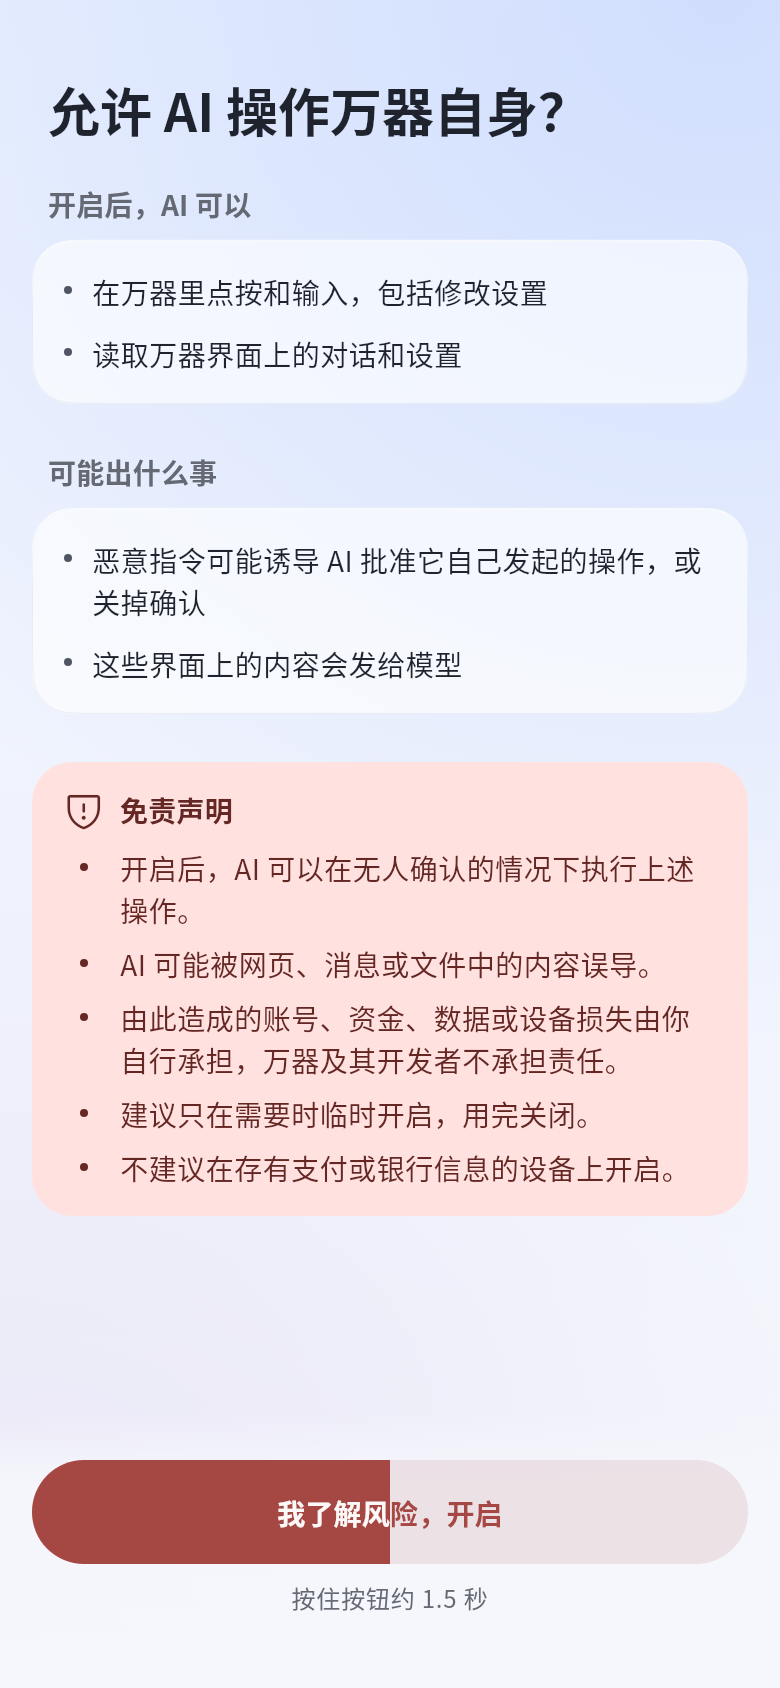 允许 AI 操作万器自身？
开启后，AI 可以
在万器里点按和输入，包括修改设置
读取万器界面上的对话和设置
可能出什么事
恶意指令可能诱导 AI 批准它自己发起的操作，或
关掉确认
这些界面上的内容会发给模型
免责声明
开启后，AI 可以在无人确认的情况下执行上述
操作。
AI 可能被网页、消息或文件中的内容误导。
由此造成的账号、资金、数据或设备损失由你
自行承担，万器及其开发者不承担责任。
建议只在需要时临时开启，用完关闭。
不建议在存有支付或银行信息的设备上开启。
我了解风险，开启
按住按钮约 1.5 秒